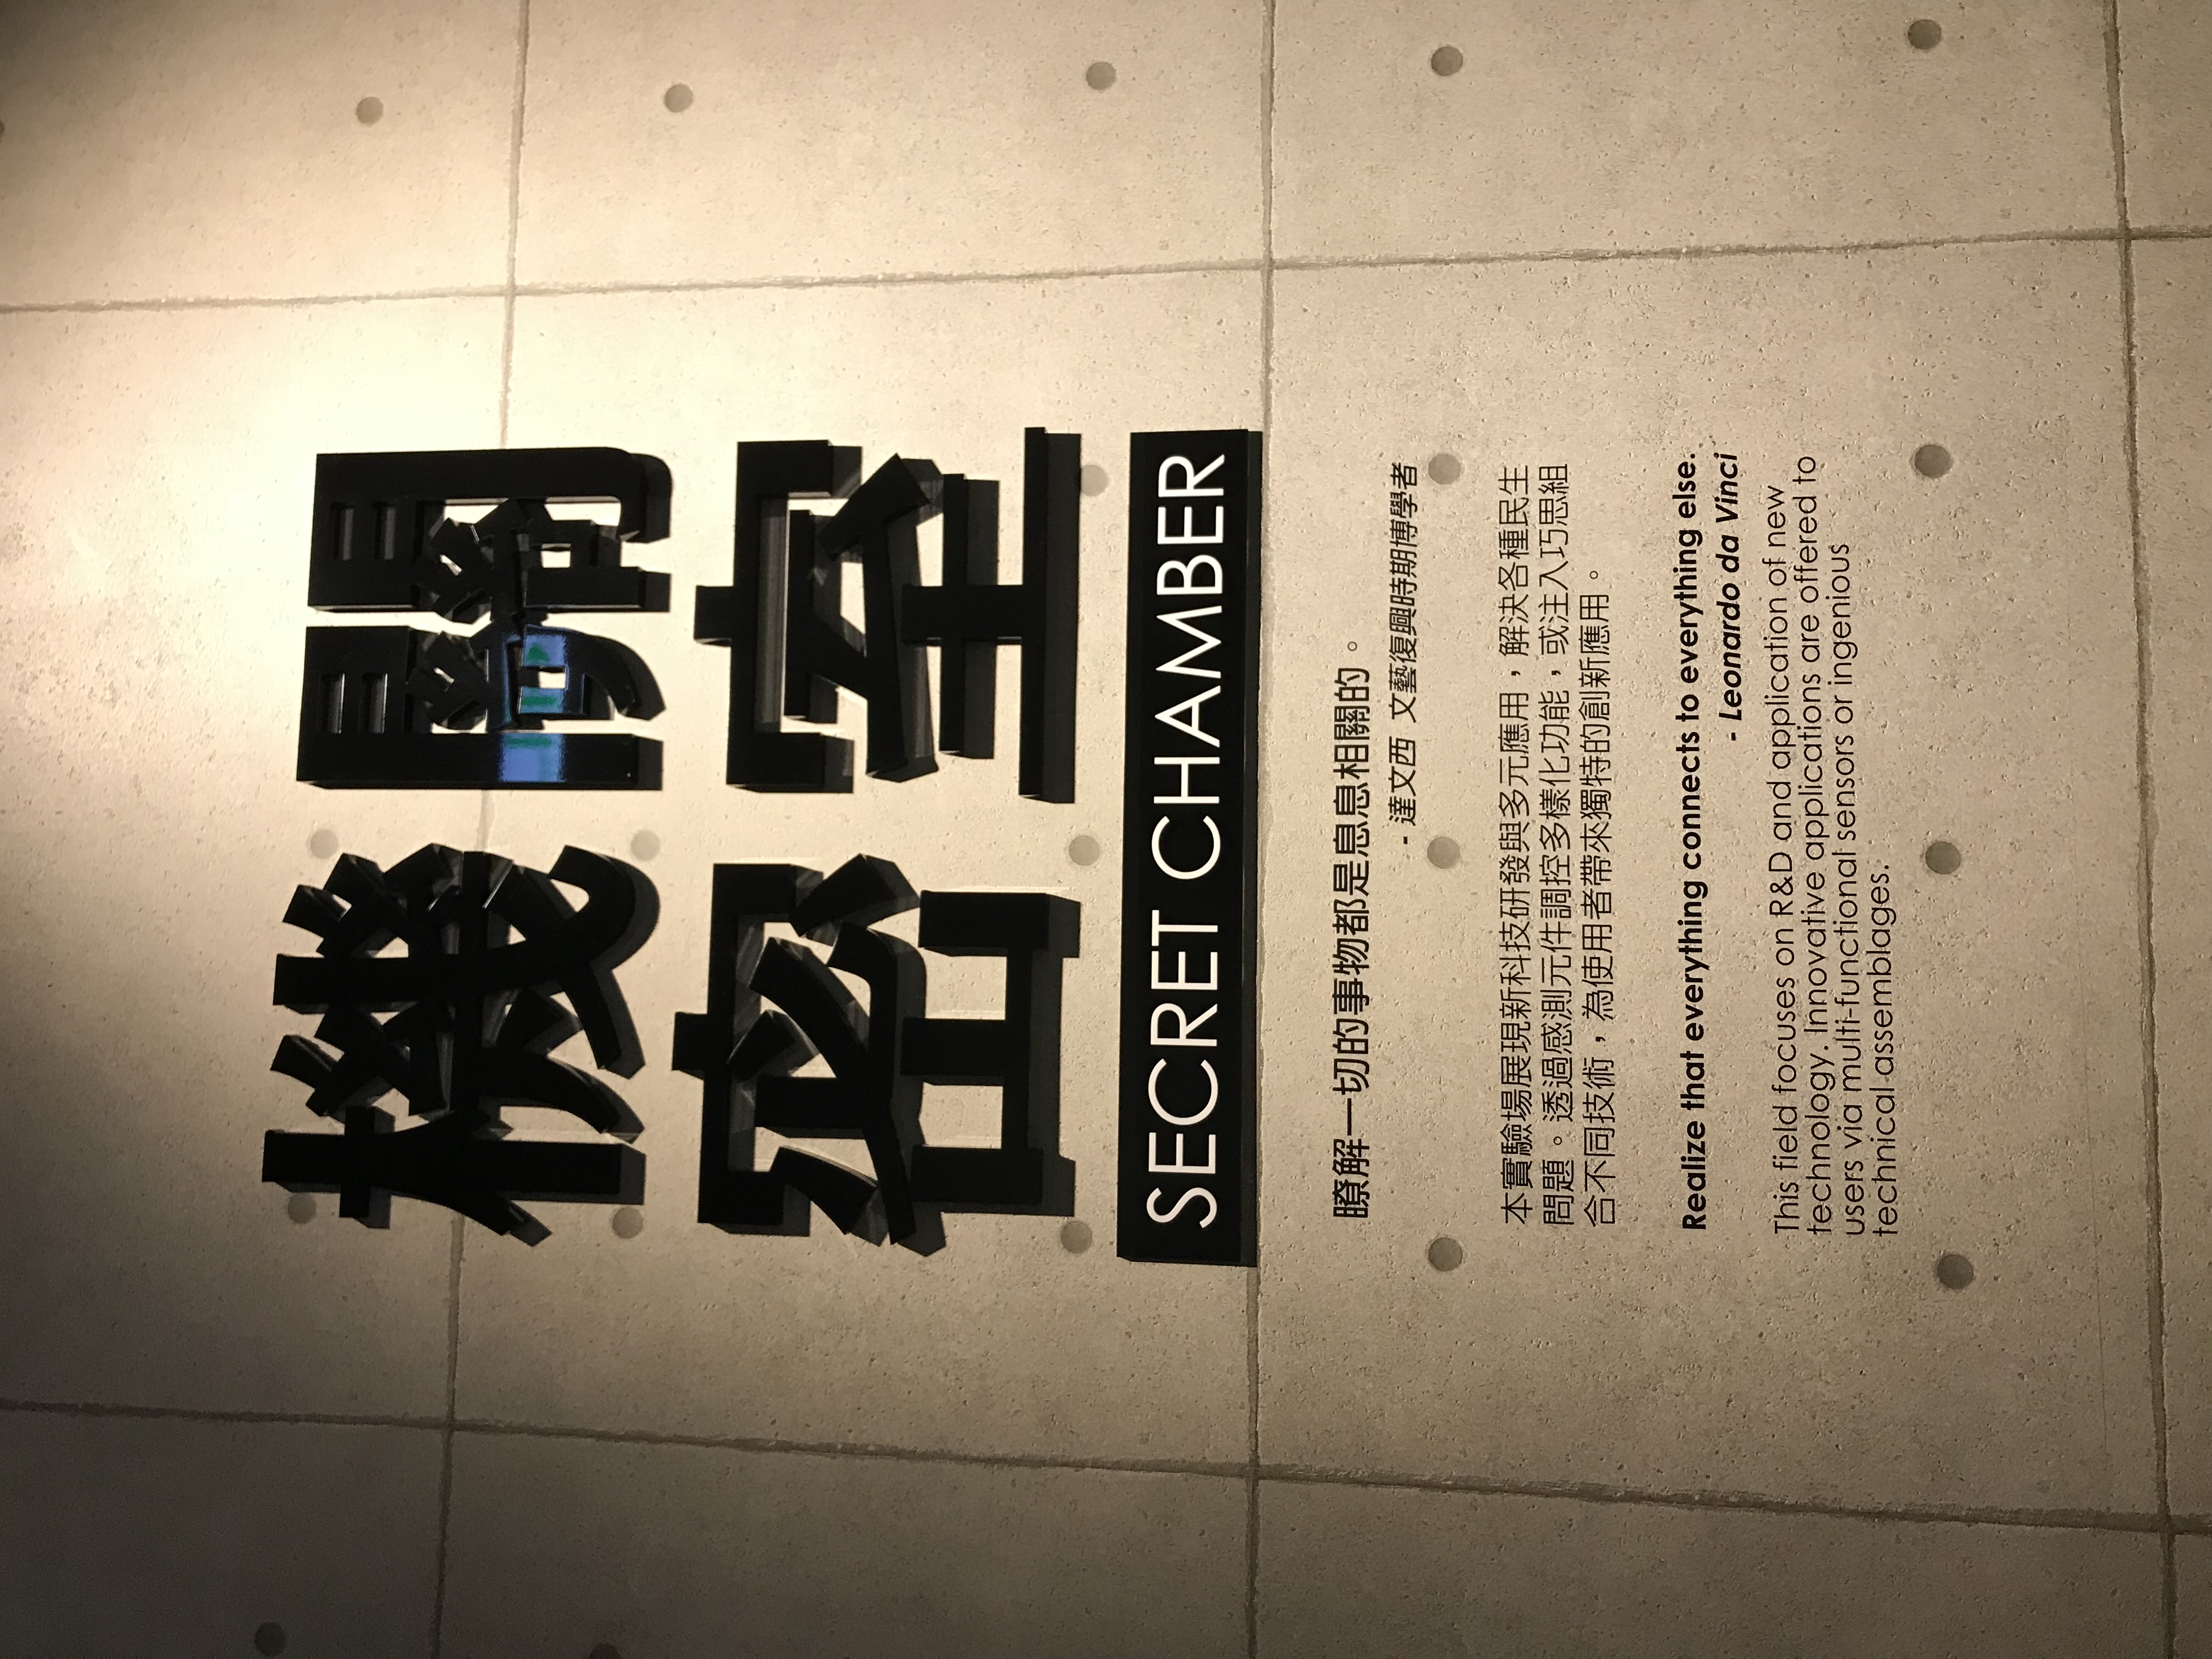 機關
密室
SECRET CHAMBER
瞭解一切的事物都是息息相關的。
- 達文西 文藝復興時期博學者
本實驗場展現新科技研發與多元應用，解決各種民生
問題。透過感測元件調控多樣化功能，或注入巧思組
合不同技術，為使用者帶來獨特的創新應用。
Realize that everything connects to everything else.
- Leonardo da Vinci
This field focuses on R&D and application of new
technology. Innovative applications are offered to
users via multi-functional sensors or ingenious
technical assemblages.